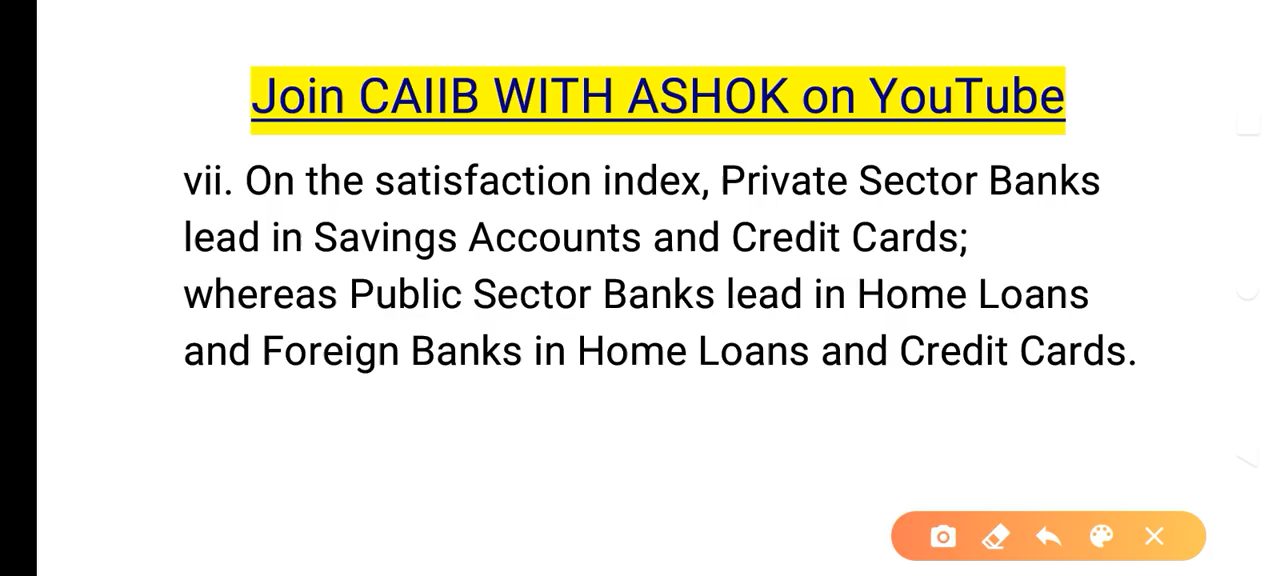 Join CAIIB WITH ASHOK on YouTube
vii. On the satisfaction index, Private Sector Banks
lead in Savings Accounts and Credit Cards;
whereas Public Sector Banks lead in Home Loans
and Foreign Banks in Home Loans and Credit Cards.